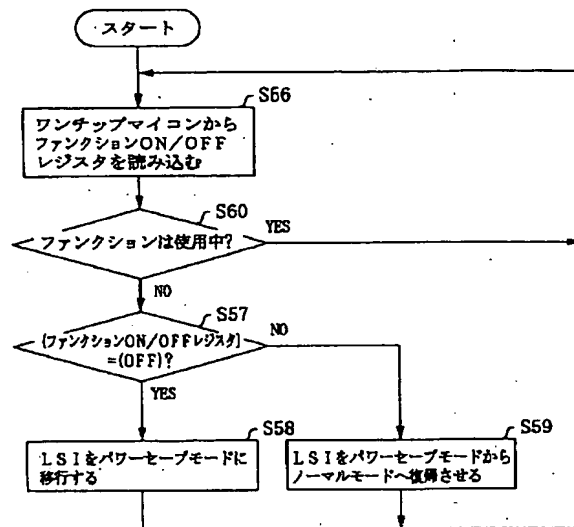 スタート
S56
ワンチップマイコンから
ファンクションON/OFF
レジスタを読み込む
S60
ファンクションは使用中?
YES
NO
S57
(ファンクションON/OFFレジスタ)
=(OFF)?
NO
YES
S58
LSIをパワーセーブモードに
移行する
S59
LSIをパワーセーブモードから
ノーマルモードへ復帰させる